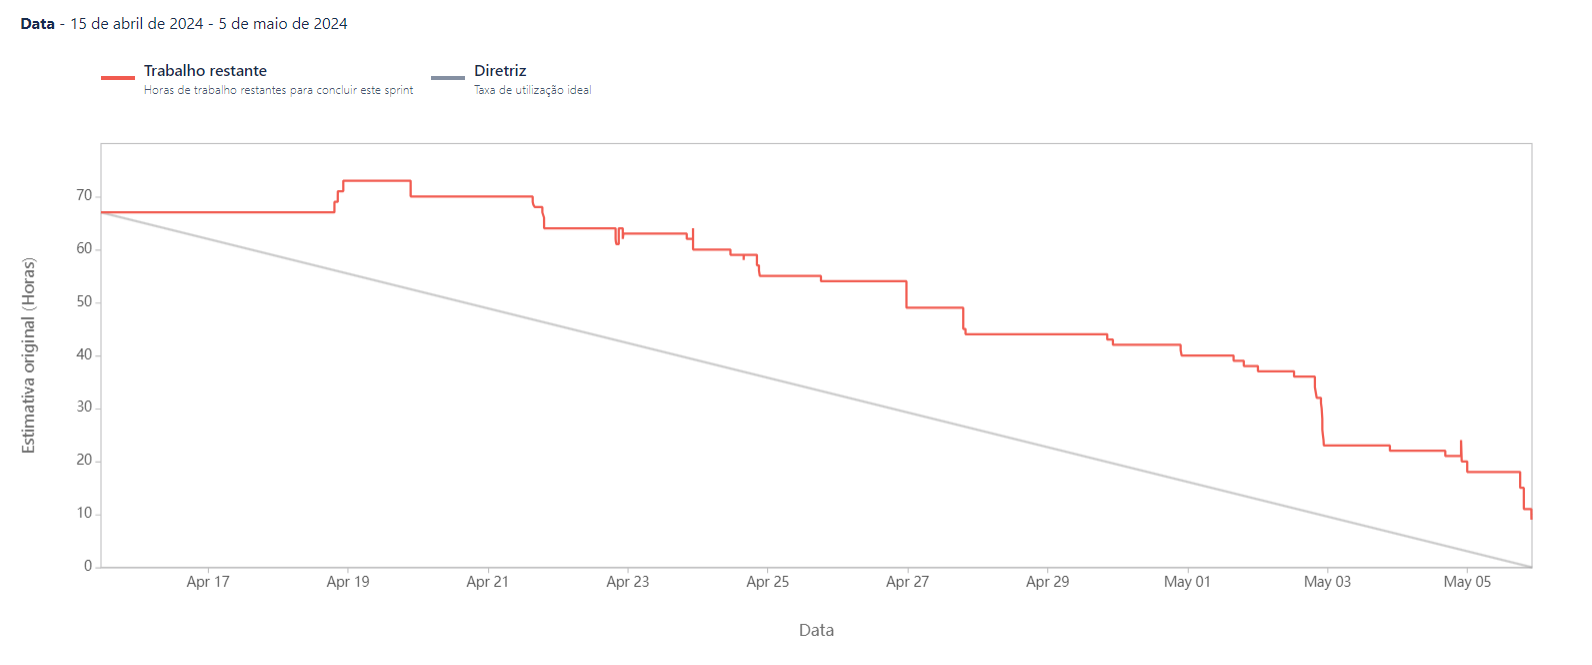 Data - 15 de abril de 2024 - 5 de maio de 2024
Trabalho restante
Horas de trabalho restantes para concluir este sprint
Diretriz
Taxa de utilização ideal
Estimativa original (Horas)
70
60
50
40
30
20
10
0
Apr 17 Apr 19 Apr 21 Apr 23 Apr 25 Apr 27 Apr 29 May 01 May 03 May 05
Data